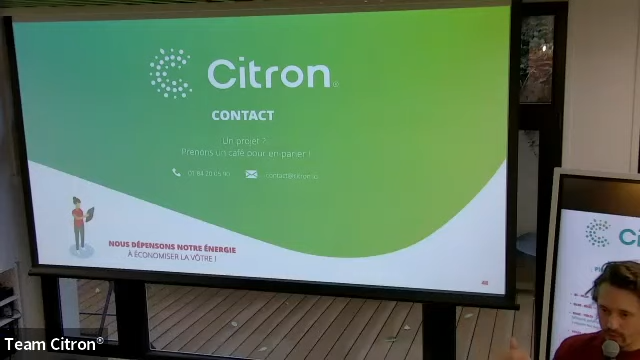 Citron®
CONTACT
Un projet ?
Prenons un café pour en parler !
NOUS DÉPENSONS NOTRE ÉNERGIE
À ÉCONOMISER LA VÔTRE !
Ci
Team Citron®